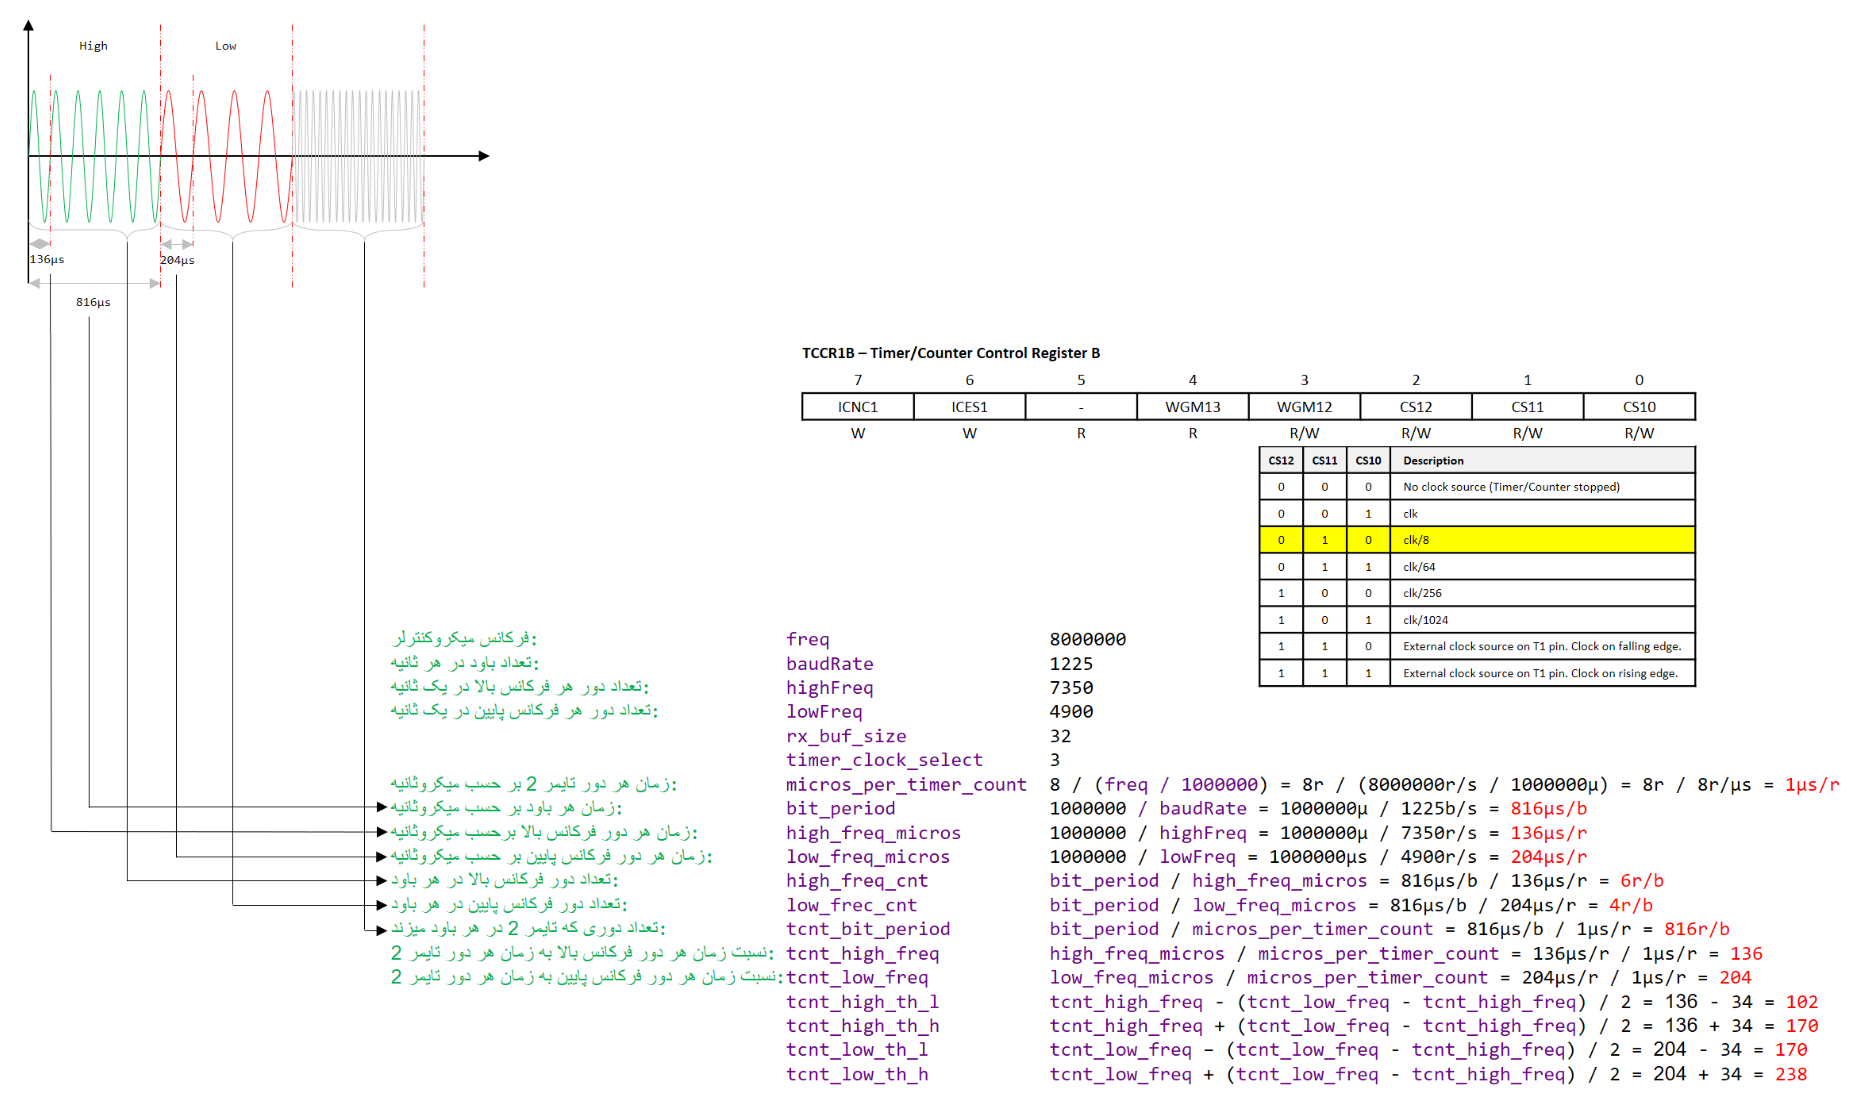 High Low
136µs 204µs
816µs
TCCR1B – Timer/Counter Control Register B
7 6 5 4 3 2 1 0
ICNC1 ICES1 - WGM13 WGM12 CS12 CS11 CS10
W W R R R/W R/W R/W R/W
CS12 CS11 CS10 Description
0 0 0 No clock source (Timer/Counter stopped)
0 0 1 clk
0 1 0 clk/8
0 1 1 clk/64
1 0 0 clk/256
1 0 1 clk/1024
1 1 0 External clock source on T1 pin. Clock on falling edge.
1 1 1 External clock source on T1 pin. Clock on rising edge.
فرکانس میکروکنترلر: freq 8000000
تعداد باود در هر ثانیه: baudRate 1225
تعداد دور هر فرکانس بالا در یک ثانیه: highFreq 7350
تعداد دور هر فرکانس پایین در یک ثانیه: lowFreq 4900
rx_buf_size 32
timer_clock_select 3
زمان هر دور تایمر 2 بر حسب میکروثانیه: micros_per_timer_count 8 / (freq / 1000000) = 8r / (8000000r/s / 1000000µ) = 8r / 8r/µs = 1µs/r
زمان هر باود بر حسب میکروثانیه: bit_period 1000000 / baudRate = 1000000µ / 1225b/s = 816µs/b
زمان هر دور فرکانس بالا برحسب میکروثانیه: high_freq_micros 1000000 / highFreq = 1000000µ / 7350r/s = 136µs/r
زمان هر دور فرکانس پایین بر حسب میکروثانیه: low_freq_micros 1000000 / lowFreq = 1000000µs / 4900r/s = 204µs/r
تعداد دور فرکانس بالا در هر باود: high_freq_cnt bit_period / high_freq_micros = 816µs/b / 136µs/r = 6r/b
تعداد دور فرکانس پایین در هر باود: low_frec_cnt bit_period / low_freq_micros = 816µs/b / 204µs/r = 4r/b
تعداد دوری که تایمر 2 در هر باود میزند: tcnt_bit_period bit_period / micros_per_timer_count = 816µs/b / 1µs/r = 816r/b
نسبت زمان هر دور فرکانس بالا به زمان هر دور تایمر 2: tcnt_high_freq high_freq_micros / micros_per_timer_count = 136µs/r / 1µs/r = 136
نسبت زمان هر دور فرکانس پایین به زمان هر دور تایمر 2: tcnt_low_freq low_freq_micros / micros_per_timer_count = 204µs/r / 1µs/r = 204
tcnt_high_th_l tcnt_high_freq - (tcnt_low_freq - tcnt_high_freq) / 2 = 136 - 34 = 102
tcnt_high_th_h tcnt_high_freq + (tcnt_low_freq - tcnt_high_freq) / 2 = 136 + 34 = 170
tcnt_low_th_l tcnt_low_freq – (tcnt_low_freq - tcnt_high_freq) / 2 = 204 - 34 = 170
tcnt_low_th_h tcnt_low_freq + (tcnt_low_freq - tcnt_high_freq) / 2 = 204 + 34 = 238